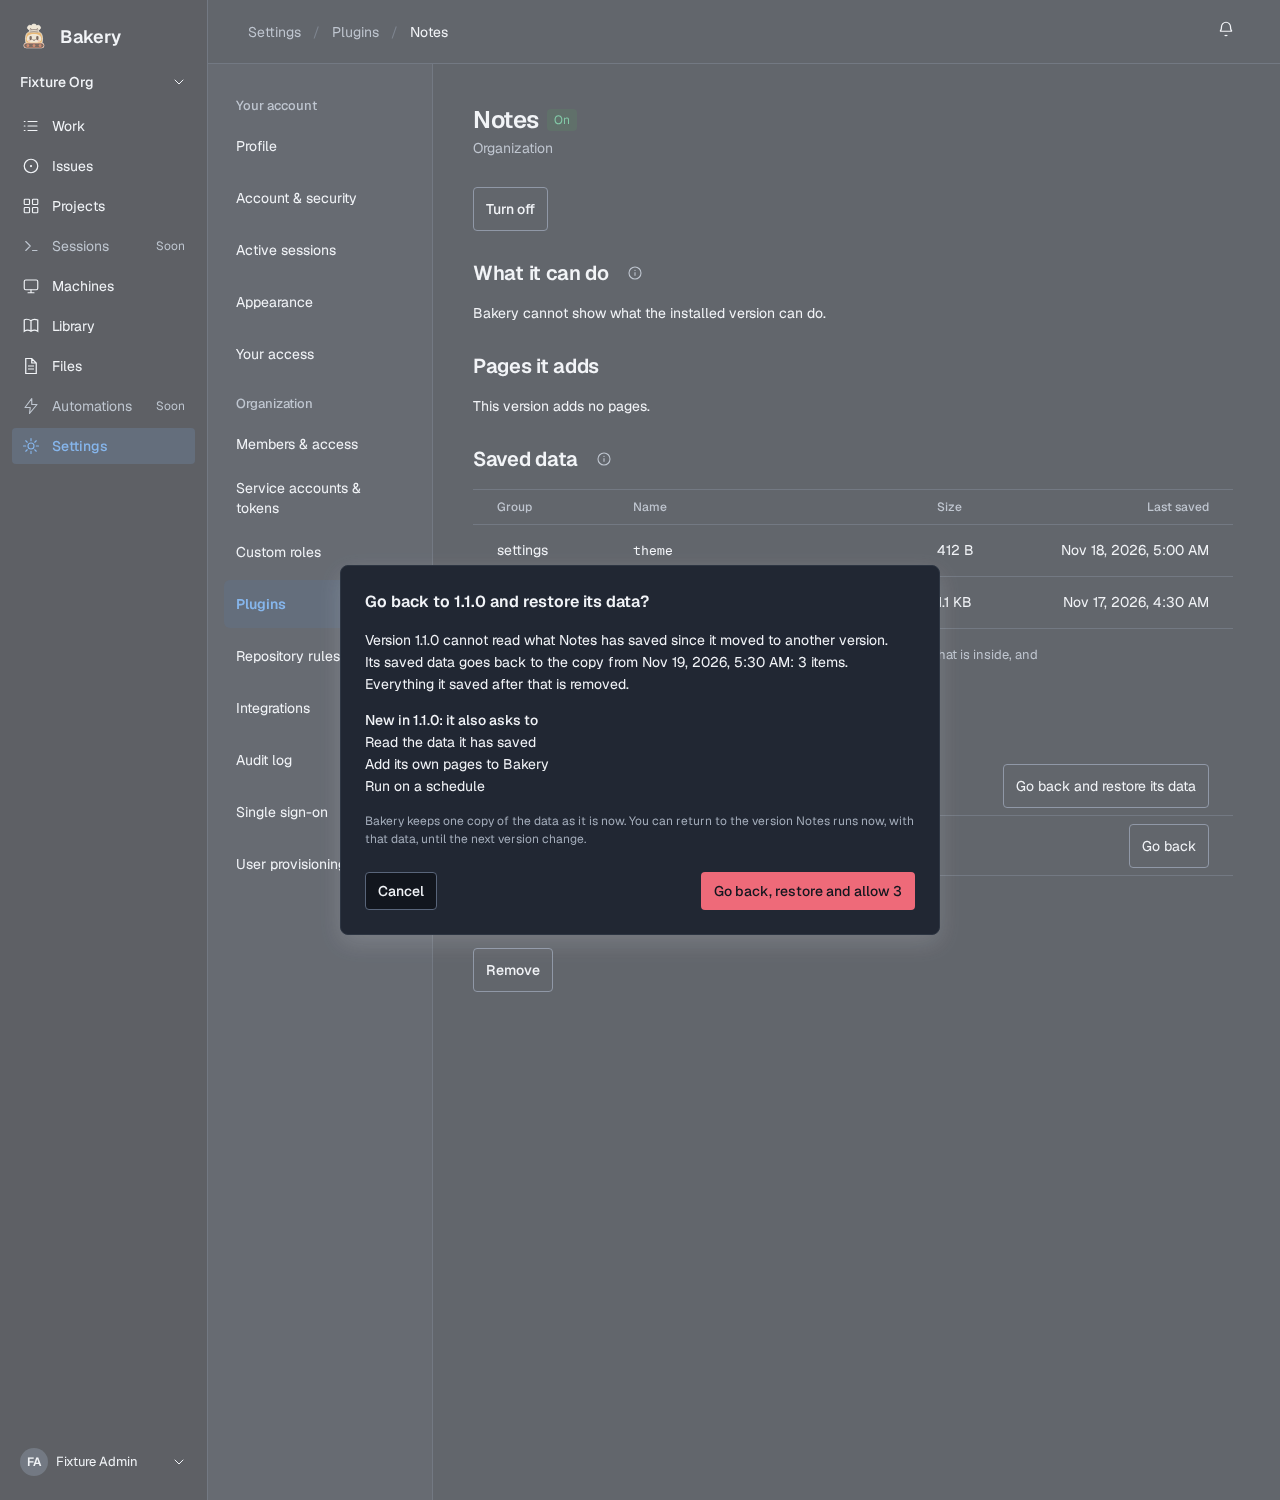 Bakery
Fixture Org
Work
Issues
Projects
Sessions Soon
Machines
Library
Files
Automations Soon
Settings
FA Fixture Admin
Settings / Plugins / Notes
Your account
Profile
Account & security
Active sessions
Appearance
Your access
Organization
Members & access
Service accounts &
tokens
Custom roles
Plugins
Repository rules
Integrations
Audit log
Single sign-on
User provisioning
Notes On
Organization
Turn off
What it can do
Bakery cannot show what the installed version can do.
Pages it adds
This version adds no pages.
Saved data
Group Name Size Last saved
settings theme 412 B Nov 18, 2026, 5:00 AM
1.1 KB Nov 17, 2026, 4:30 AM
is inside, and
Go back and restore its data
Go back
Remove
Go back to 1.1.0 and restore its data?
Version 1.1.0 cannot read what Notes has saved since it moved to another version.
Its saved data goes back to the copy from Nov 19, 2026, 5:30 AM: 3 items.
Everything it saved after that is removed.
New in 1.1.0: it also asks to
Read the data it has saved
Add its own pages to Bakery
Run on a schedule
Bakery keeps one copy of the data as it is now. You can return to the version Notes runs now, with
that data, until the next version change.
Cancel
Go back, restore and allow 3